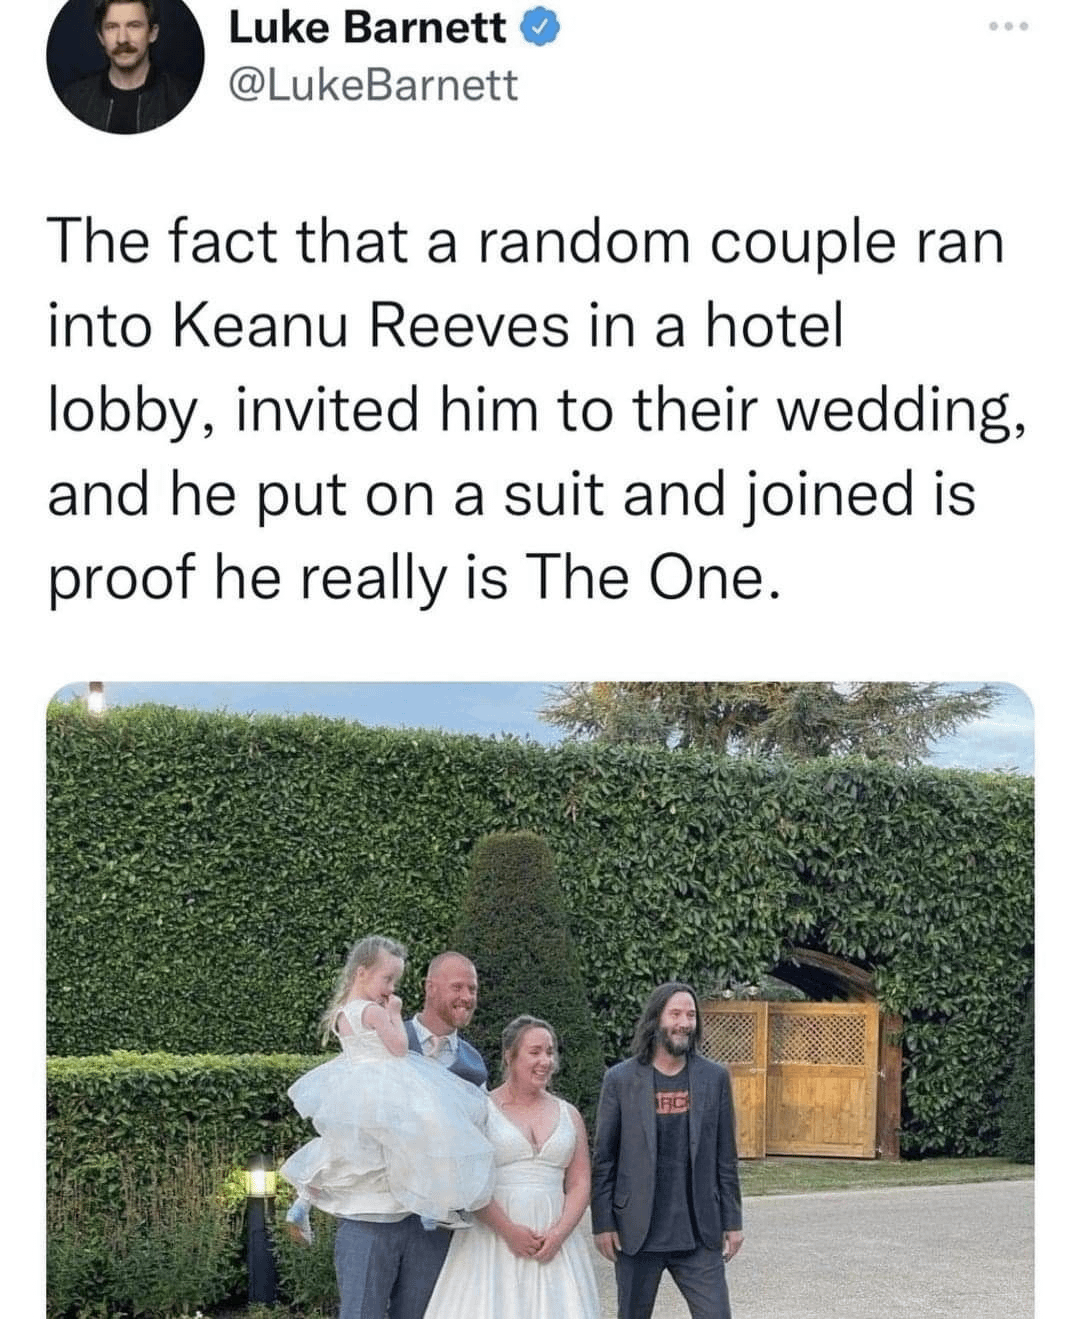 Luke Barnett
@LukeBarnett
The fact that a random couple ran
into Keanu Reeves in a hotel
lobby, invited him to their wedding,
and he put on a suit and joined is
proof he really is The One.